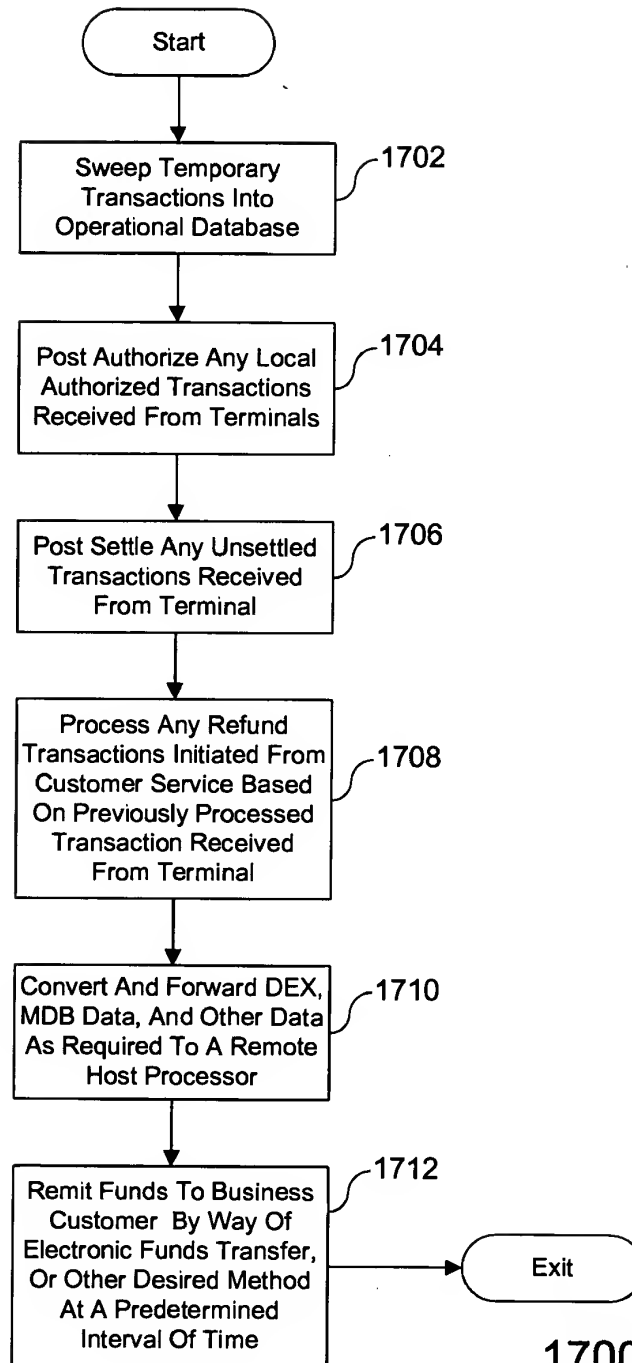 Start
Sweep Temporary
Transactions Into
Operational Database
1702
Post Authorize Any Local
Authorized Transactions
Received From Terminals
1704
Post Settle Any Unsettled
Transactions Received
From Terminal
1706
Process Any Refund
Transactions Initiated From
Customer Service Based
On Previously Processed
Transaction Received
From Terminal
1708
Convert And Forward DEX,
MDB Data, And Other Data
As Required To A Remote
Host Processor
1710
Remit Funds To Business
Customer By Way Of
Electronic Funds Transfer,
Or Other Desired Method
At A Predetermined
Interval Of Time
1712
Exit
1700